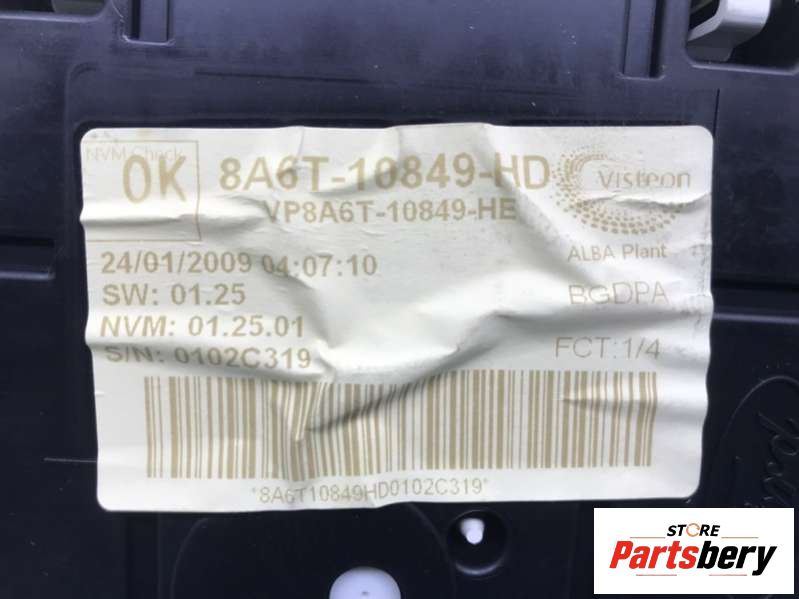 NVM Check
OK
8A6T-10849-HD
VP8A6T-10849-HE
Visteon
ALBA Plant
24/01/2009 04:07:10
SW: 01.25
BGDPA
NVM: 01.25.01
S/N: 0102C319
FCT:1/4
*8A6T10849HD0102C319*
Ford
STORE
Partsbery